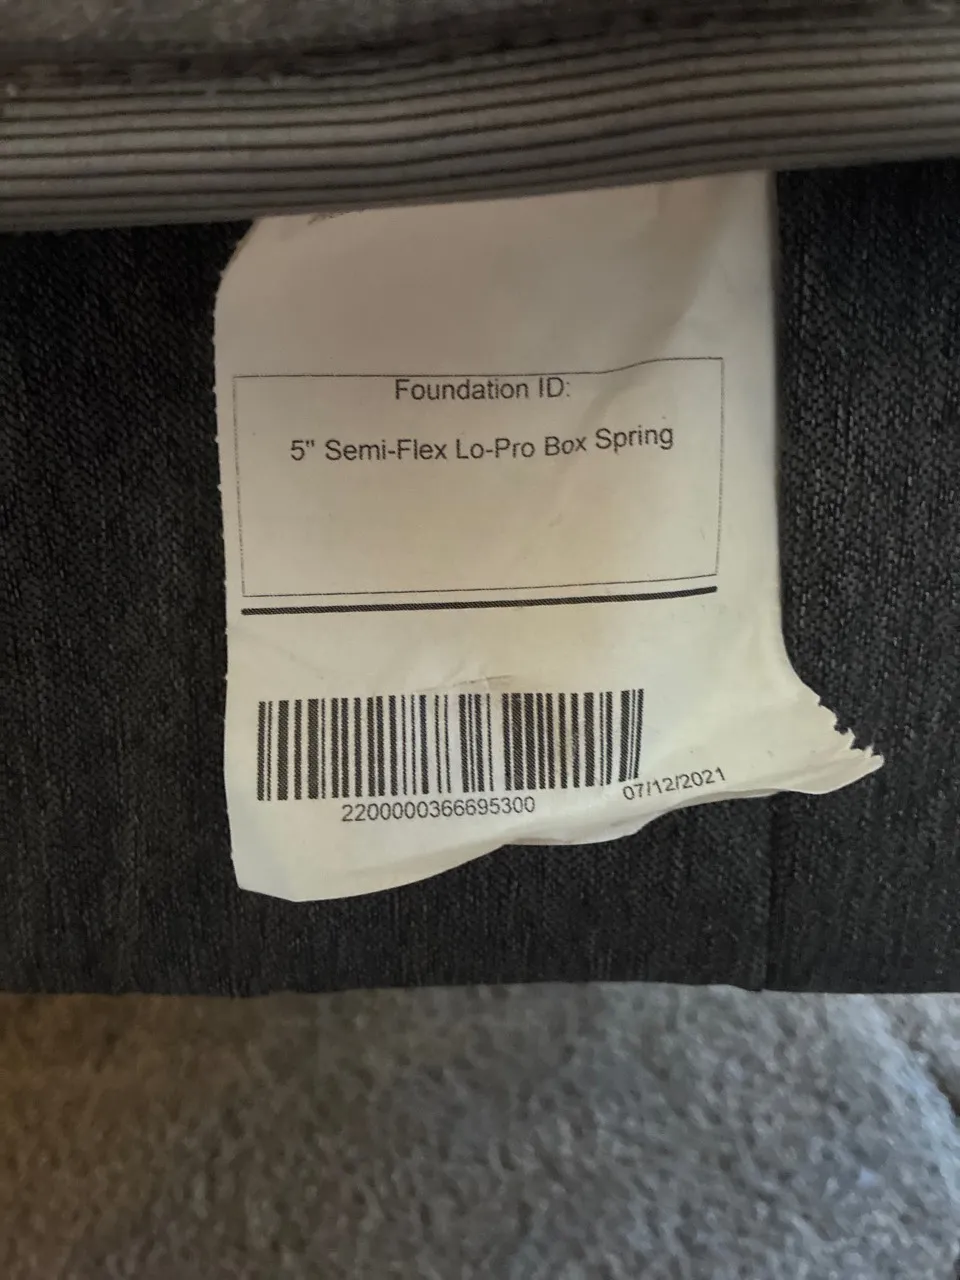 Foundation ID:
5" Semi-Flex Lo-Pro Box Spring
2200000366695300
07/12/2021